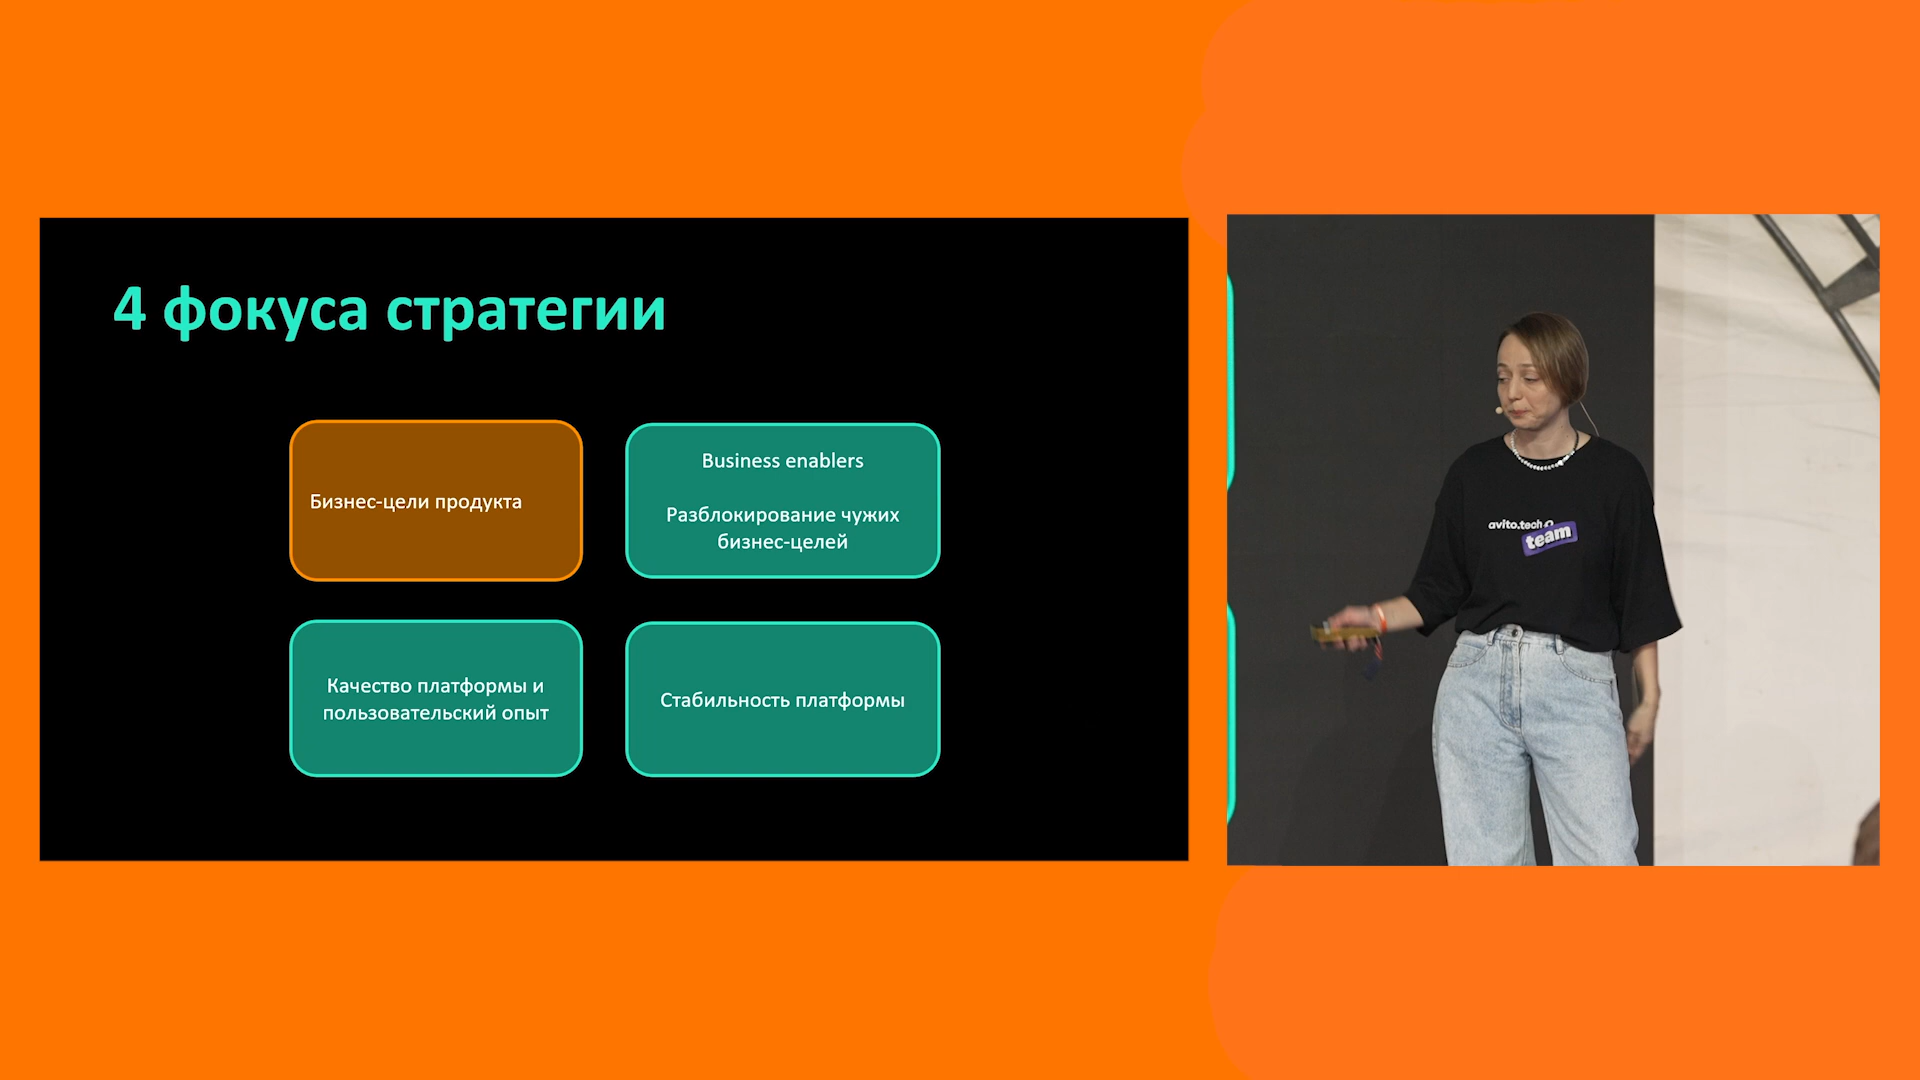 4 фокуса стратегии
Бизнес-цели продукта
Business enablers
Разблокирование чужих
бизнес-целей
Качество платформы и
пользовательский опыт
Стабильность платформы
avito.tech
team